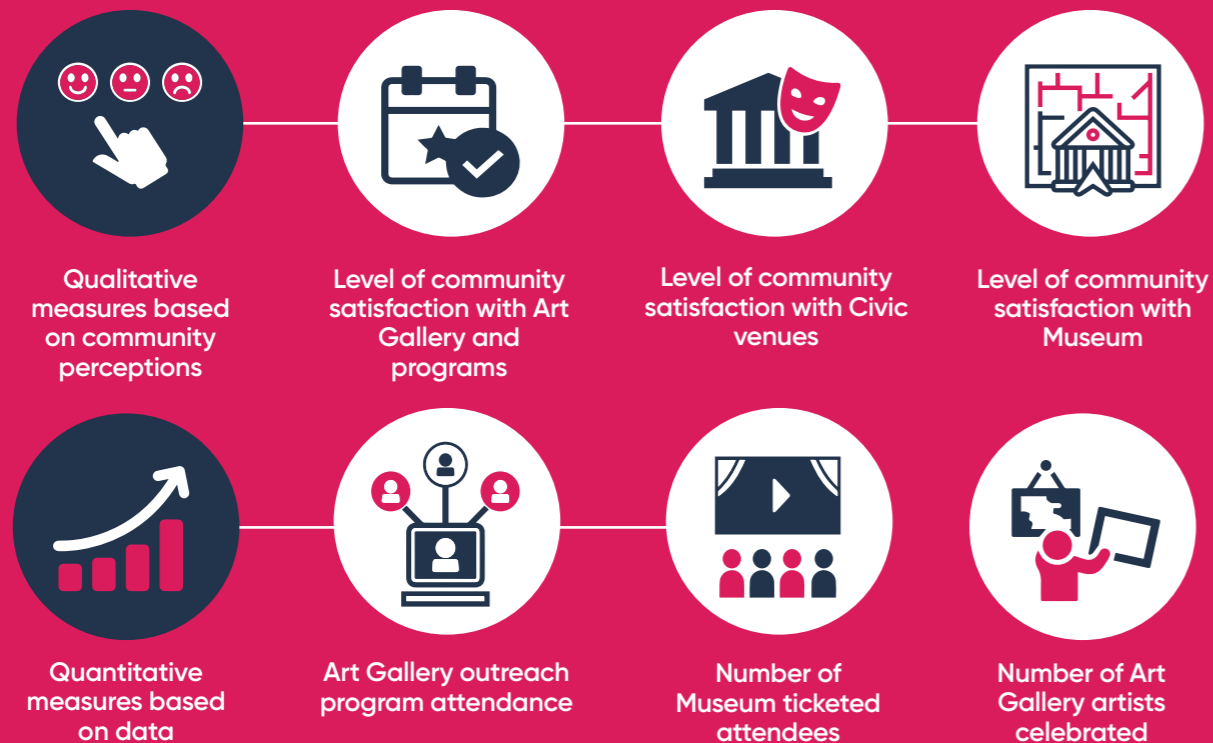 Qualitative
measures based
on community
perceptions
Level of community
satisfaction with Art
Gallery and
programs
Level of community
satisfaction with Civic
venues
Level of community
satisfaction with
Museum
Quantitative
measures based
on data
Art Gallery outreach
program attendance
Number of
Museum ticketed
attendees
Number of Art
Gallery artists
celebrated